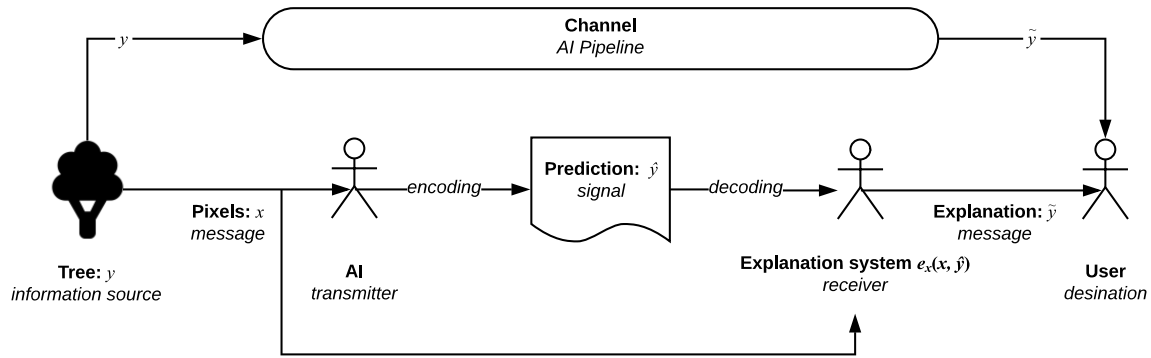 Channel
AI Pipeline
y
ỹ
encoding
Prediction: ŷ
signal
decoding
Pixels: x
message
Explanation: ỹ
message
Tree: y
information source
AI
transmitter
Explanation system eₓ(x, ŷ)
receiver
User
desination